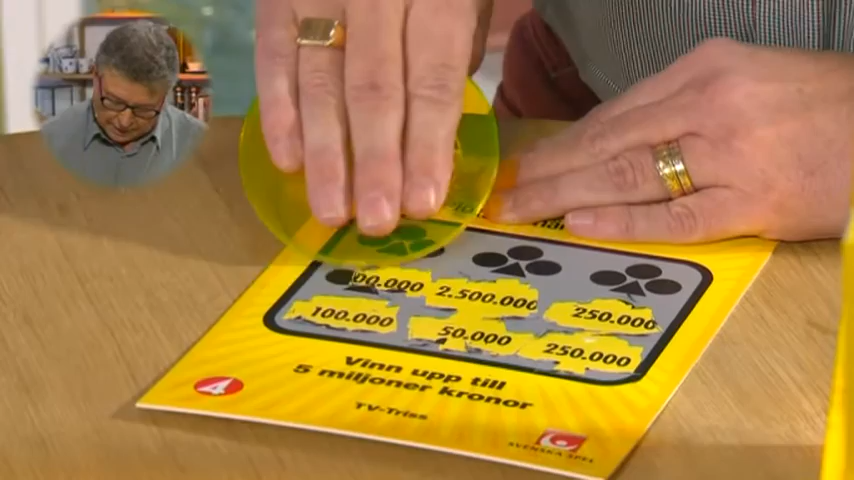 00.000 2.500.000 250.000
100.000 50.000 250.000
Vinn upp till
5 miljoner kronor
TV-Triss
4
SVENSKA SPEL